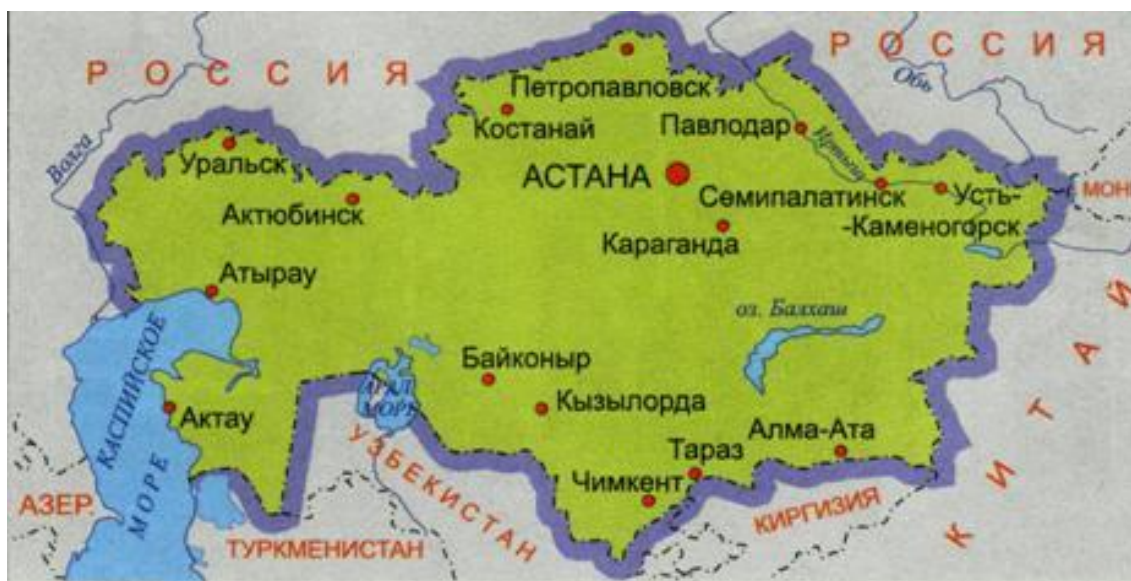 РОССИЯ
РОССИЯ
Обь
Петропавловск
Костанай
Павлодар
Иртыш
Волга
Уральск
АСТАНА
Семипалатинск
Усть-
-Каменогорск
МОН
Актюбинск
Караганда
КИТАЙ
Атырау
оз. Балхаш
КАСПИЙСКОЕ
МОРЕ
Байконыр
АРАЛ.
МОРЕ
Актау
Кызылорда
Алма-Ата
Тараз
УЗБЕКИСТАН
Чимкент
АЗЕР.
КИРГИЗИЯ
ТУРКМЕНИСТАН